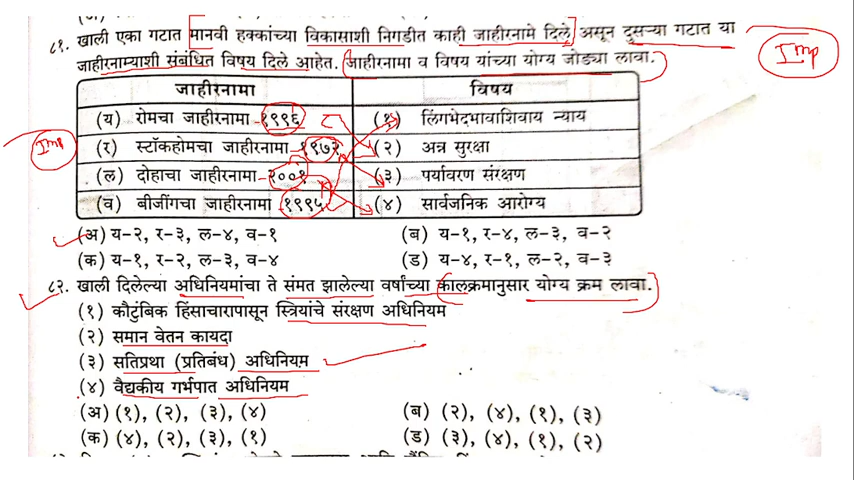 ८१. खाली एका गटात मानवी हक्कांच्या विकासाशी निगडीत काही जाहीरनामे दिले असून दुसऱ्या गटात या
जाहीरनाम्याशी संबंधित विषय दिले आहेत. जाहीरनामा व विषय यांच्या योग्य जोड्या लावा.
Imp
जाहीरनामा विषय
(य) रोमचा जाहीरनामा - १९९६ (१) लिंगभेदभावाशिवाय न्याय
Imp
(र) स्टॉकहोमचा जाहीरनामा - १९७२ (२) अन्न सुरक्षा
(ल) दोहाचा जाहीरनामा - २००१ (३) पर्यावरण संरक्षण
(व) बीजींगचा जाहीरनामा १९९५ (४) सार्वजनिक आरोग्य
(अ) य-२, र-३, ल-४, व-१ (ब) य-१, र-४, ल-३, व-२
(क) य-१, र-२, ल-३, व-४ (ड) य-४, र-१, ल-२, व-३
८२. खाली दिलेल्या अधिनियमांचा ते संमत झालेल्या वर्षाच्या कालक्रमानुसार योग्य क्रम लावा.
(१) कौटुंबिक हिंसाचारापासून स्त्रियांचे संरक्षण अधिनियम
(२) समान वेतन कायदा
(३) सतिप्रथा (प्रतिबंध) अधिनियम
(४) वैद्यकीय गर्भपात अधिनियम
(अ) (१), (२), (३), (४) (ब) (२), (४), (१), (३)
(क) (४), (२), (३), (१) (ड) (३), (४), (१), (२)